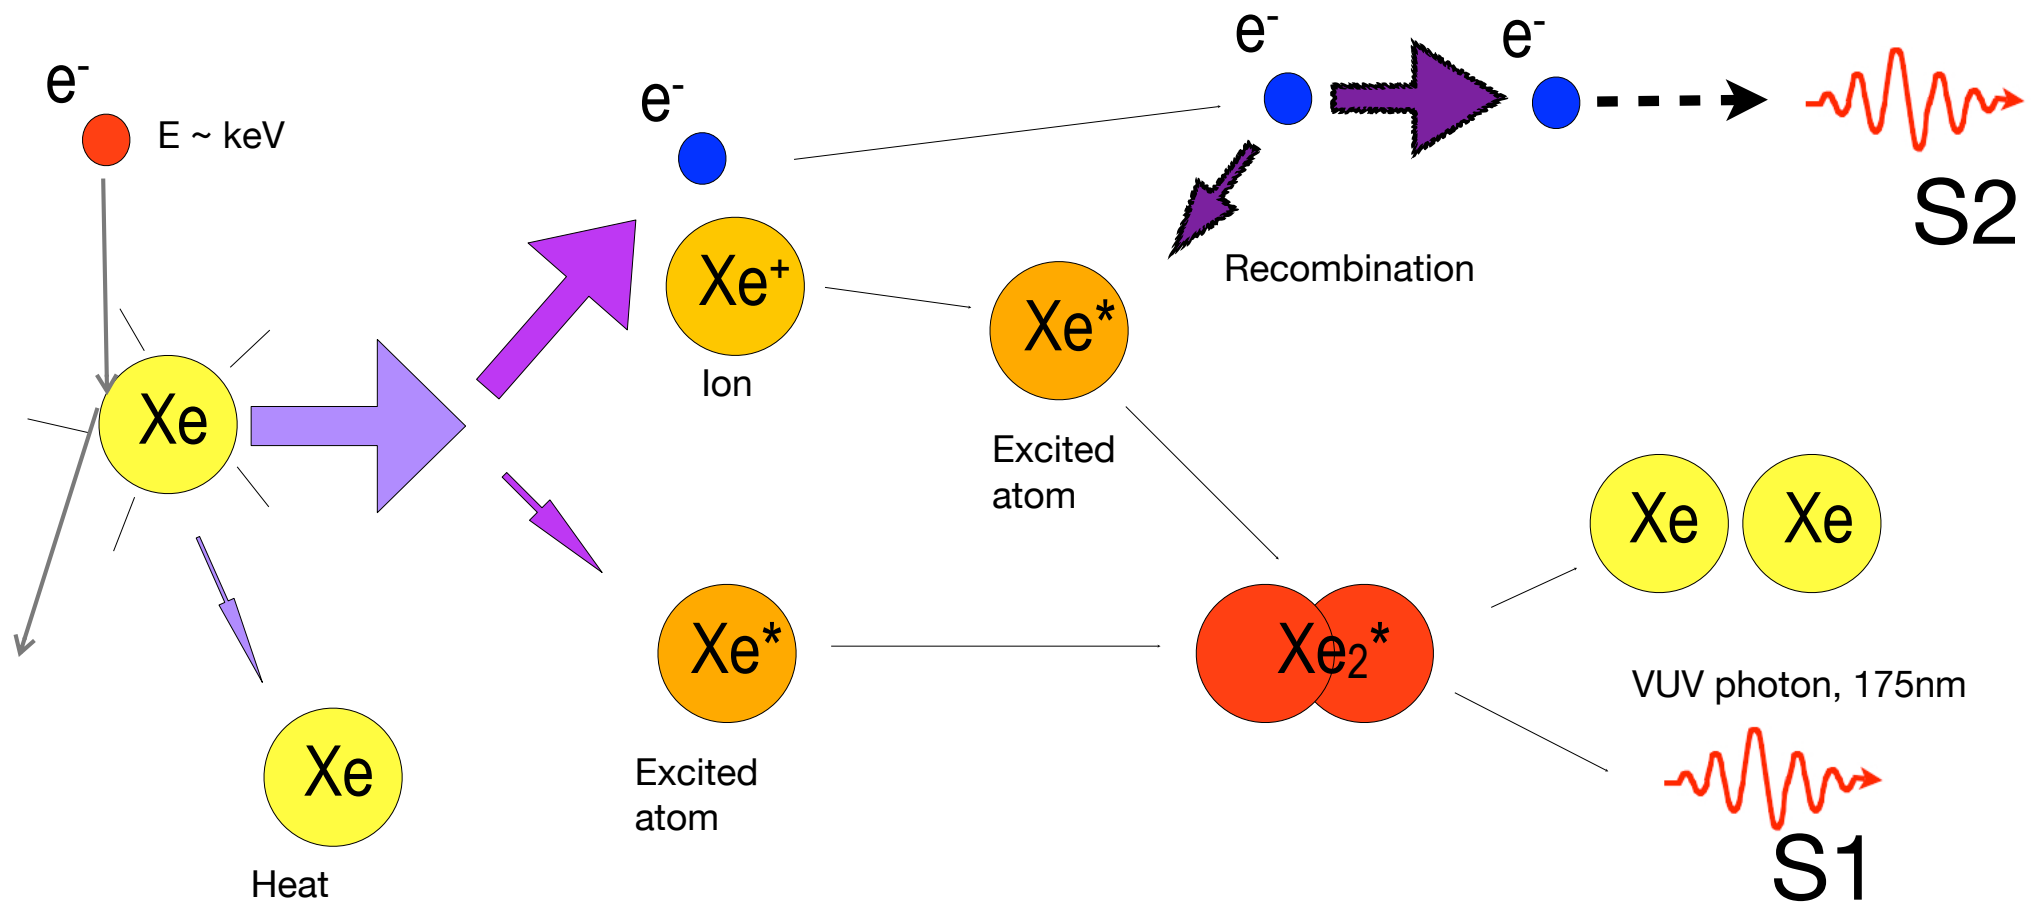 e-
E ~ keV
e-
e-
e-
S2
Xe+
Ion
Recombination
Xe*
Excited
atom
Xe
Xe
Xe
Xe*
Excited
atom
Xe2*
VUV photon, 175nm
S1
Xe
Heat